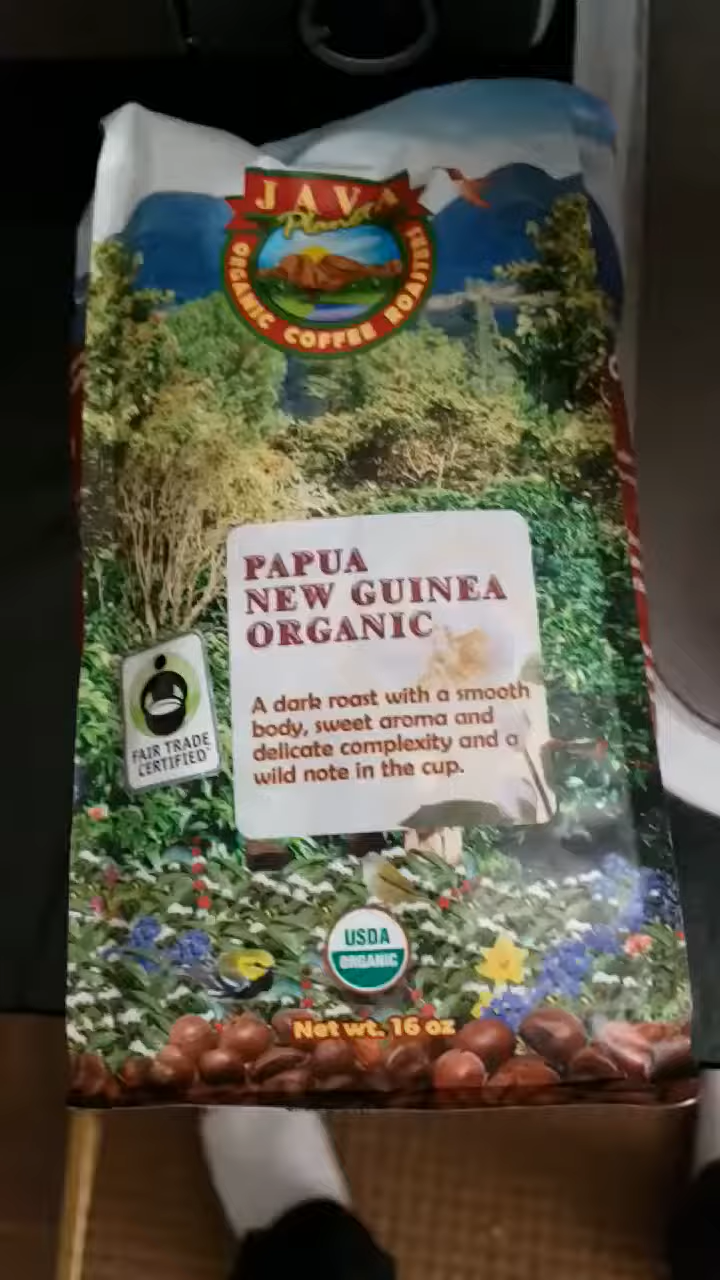 JAVA
Planet
ORGANIC COFFEE ROASTERS
PAPUA
NEW GUINEA
ORGANIC
A dark roast with a smooth
body, sweet aroma and
delicate complexity and a
wild note in the cup.
FAIR TRADE
CERTIFIED
USDA
ORGANIC
Net wt. 16 oz